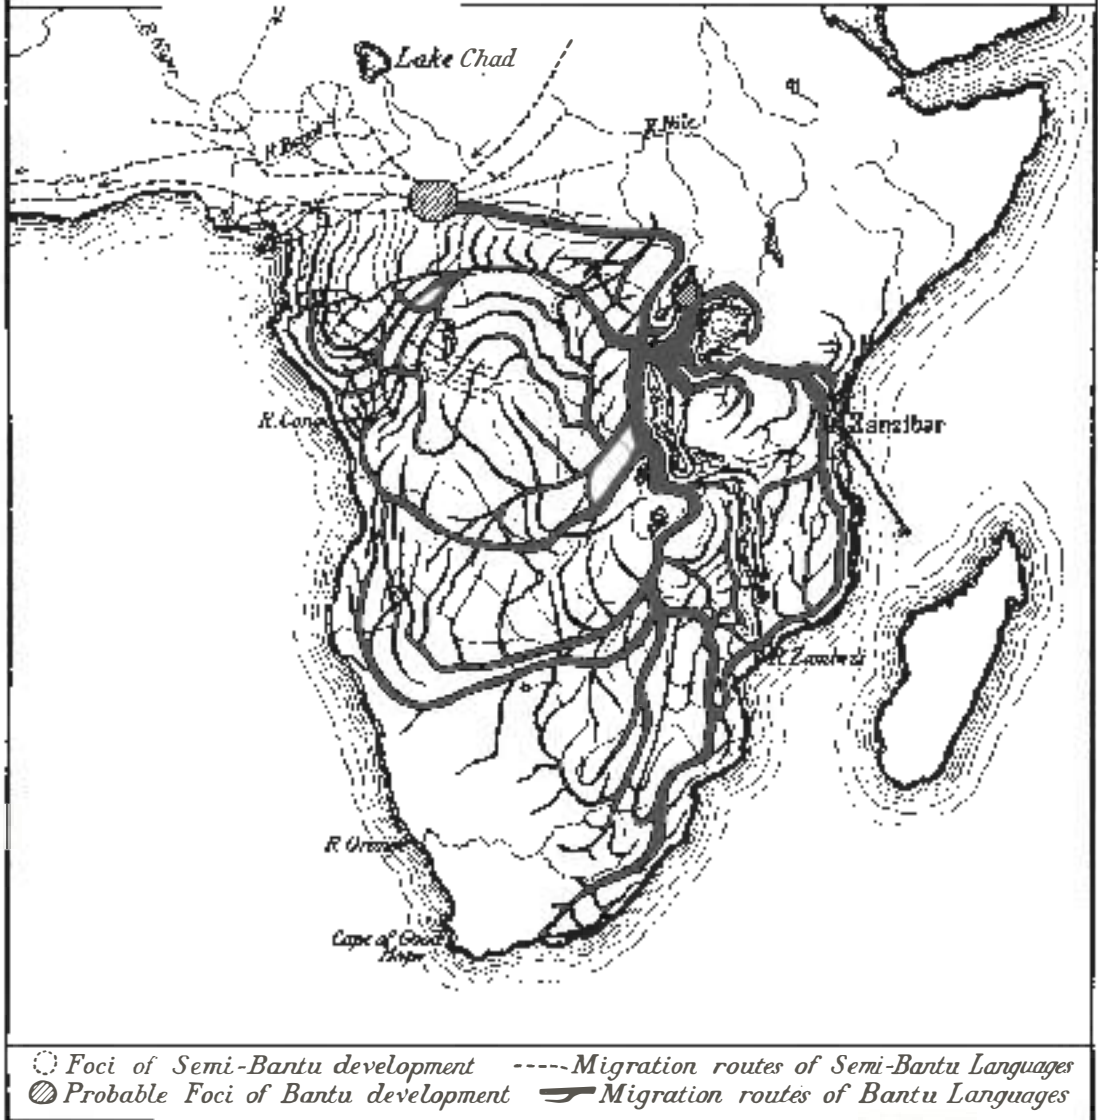 R. Niger
Lake Chad
R. Nile
R. Benue
R. Congo
Zanzibar
R. Zambezi
R. Orange
Cape of Good
Hope
Foci of Semi-Bantu development
Migration routes of Semi-Bantu Languages
Probable Foci of Bantu development
Migration routes of Bantu Languages